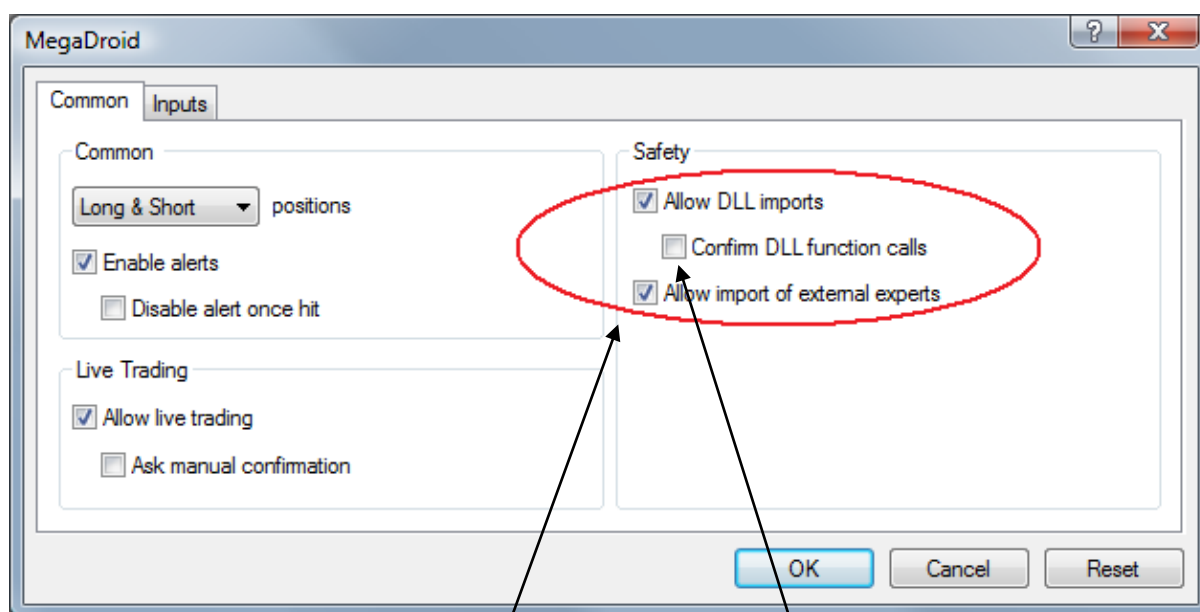 MegaDroid
?
X
Common
Inputs
Common
Long & Short
positions
Enable alerts
Disable alert once hit
Live Trading
Allow live trading
Ask manual confirmation
Safety
Allow DLL imports
Confirm DLL function calls
Allow import of external experts
OK
Cancel
Reset